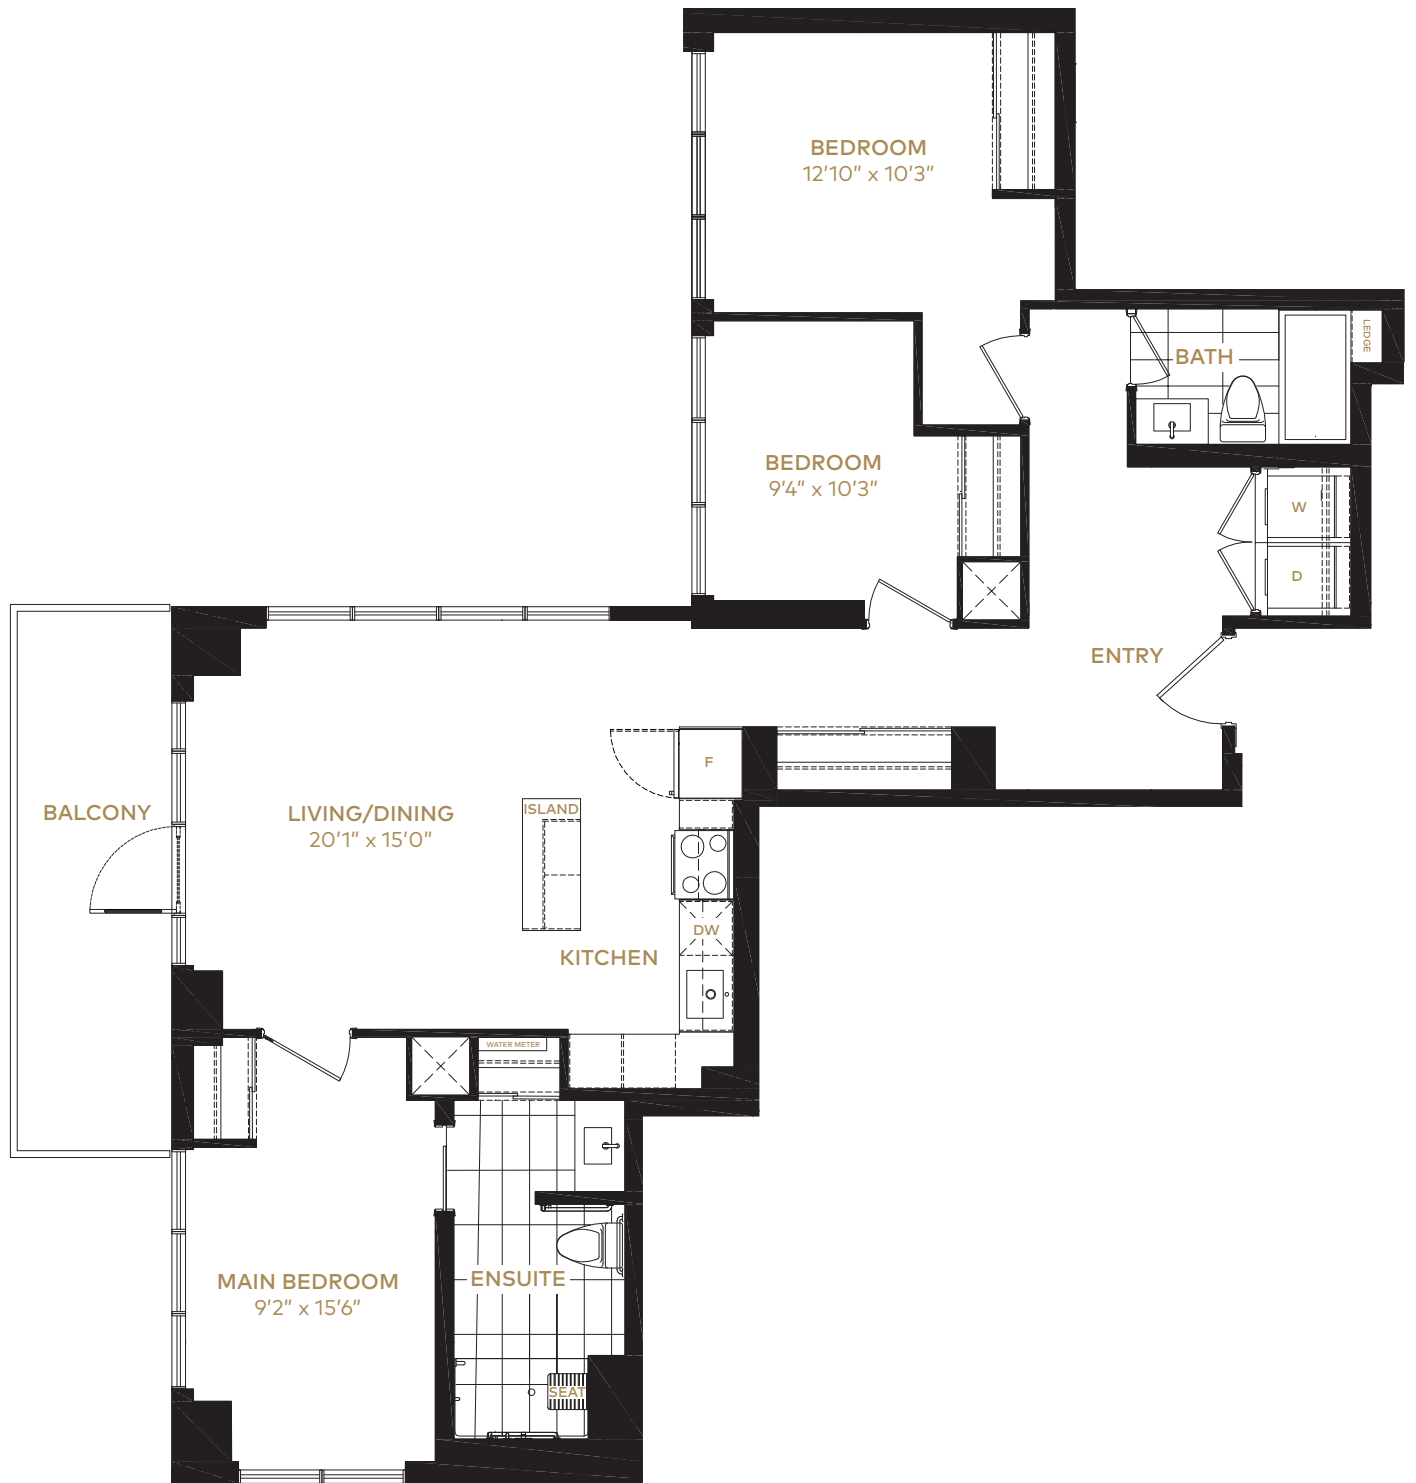 BEDROOM
12'10" x 10'3"
LEDGE
BATH
BEDROOM
9'4" x 10'3"
W
D
ENTRY
F
BALCONY
LIVING/DINING
20'1" x 15'0"
ISLAND
DW
KITCHEN
WATER METER
MAIN BEDROOM
9'2" x 15'6"
ENSUITE
SEAT